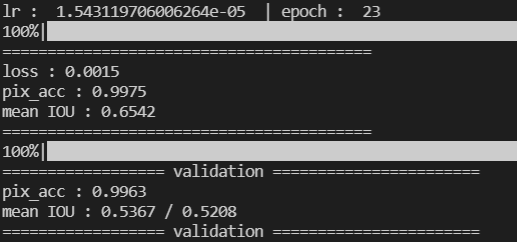 lr :  1.543119706006264e-05  | epoch :  23
100%|
=========================================
loss : 0.0015
pix_acc : 0.9975
mean IOU : 0.6542
=========================================
100%|
================== validation =======================
pix_acc : 0.9963
mean IOU : 0.5367 / 0.5208
================== validation =======================